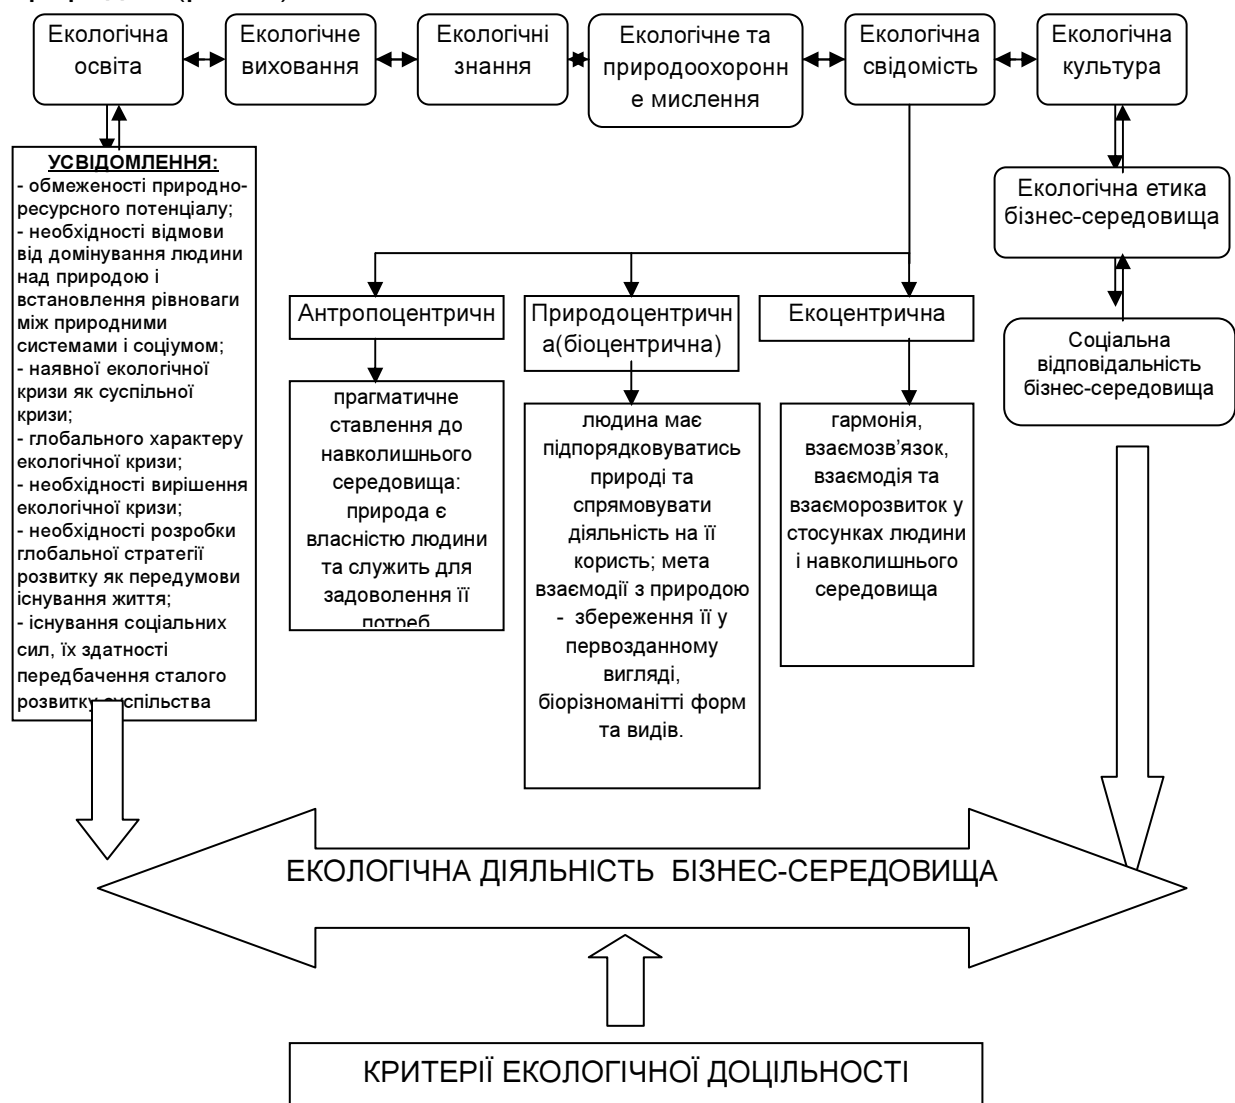 Екологічна
освіта
Екологічне
виховання
Екологічні
знання
Екологічне та
природоохоронн
е мислення
Екологічна
свідомість
Екологічна
культура
УСВІДОМЛЕННЯ:
- обмеженості природно-
ресурсного потенціалу;
- необхідності відмови
від домінування людини
над природою і
встановлення рівноваги
між природними
системами і соціумом;
- наявної екологічної
кризи як суспільної
кризи;
- глобального характеру
екологічної кризи;
- необхідності вирішення
екологічної кризи;
- необхідності розробки
глобальної стратегії
розвитку як передумови
існування життя;
- існування соціальних
сил, їх здатності
передбачення сталого
розвитку суспільства
Екологічна етика
бізнес-середовища
Соціальна
відповідальність
бізнес-середовища
Антропоцентричн
Природоцентричн
а(біоцентрична)
Екоцентрична
прагматичне
ставлення до
навколишнього
середовища:
природа є
власністю людини
та служить для
задоволення її
потреб
людина має
підпорядковуватись
природі та
спрямовувати
діяльність на її
користь; мета
взаємодії з природою
- збереження її у
первозданному
вигляді,
біорізноманітті форм
та видів.
гармонія,
взаємозв’язок,
взаємодія та
взаєморозвиток у
стосунках людини
і навколишнього
середовища
ЕКОЛОГІЧНА ДІЯЛЬНІСТЬ БІЗНЕС-СЕРЕДОВИЩА
КРИТЕРІЇ ЕКОЛОГІЧНОЇ ДОЦІЛЬНОСТІ